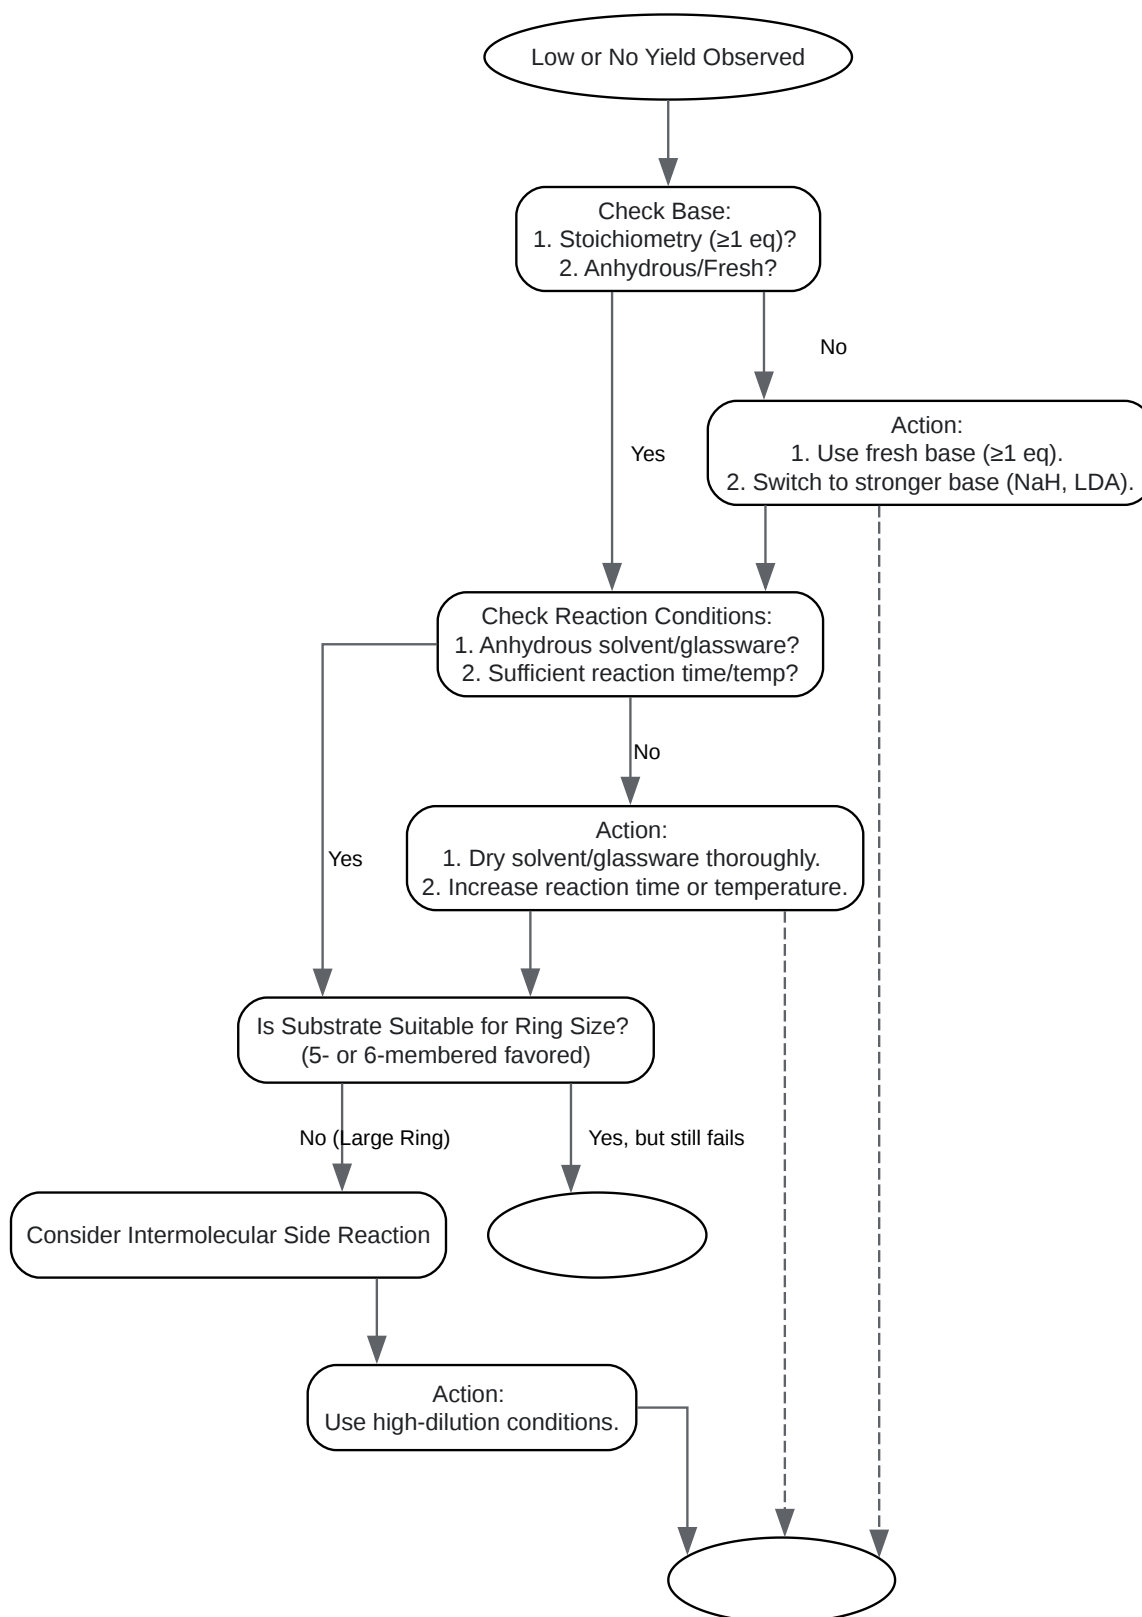 Low or No Yield Observed
Check Base:
1. Stoichiometry (≥1 eq)?
2. Anhydrous/Fresh?
No
Yes
Action:
1. Use fresh base (≥1 eq).
2. Switch to stronger base (NaH, LDA).
Check Reaction Conditions:
1. Anhydrous solvent/glassware?
2. Sufficient reaction time/temp?
No
Yes
Action:
1. Dry solvent/glassware thoroughly.
2. Increase reaction time or temperature.
Is Substrate Suitable for Ring Size?
(5- or 6-membered favored)
No (Large Ring)
Yes, but still fails
Consider Intermolecular Side Reaction
Action:
Use high-dilution conditions.